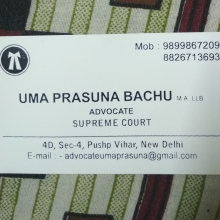 Mob : 9899867209
8826713693
UMA PRASUNA BACHU M.A. LLB
ADVOCATE
SUPREME COURT
4D, Sec-4, Pushp Vihar, New Delhi
E-mail : - advocateumaprasuna@gmail.com